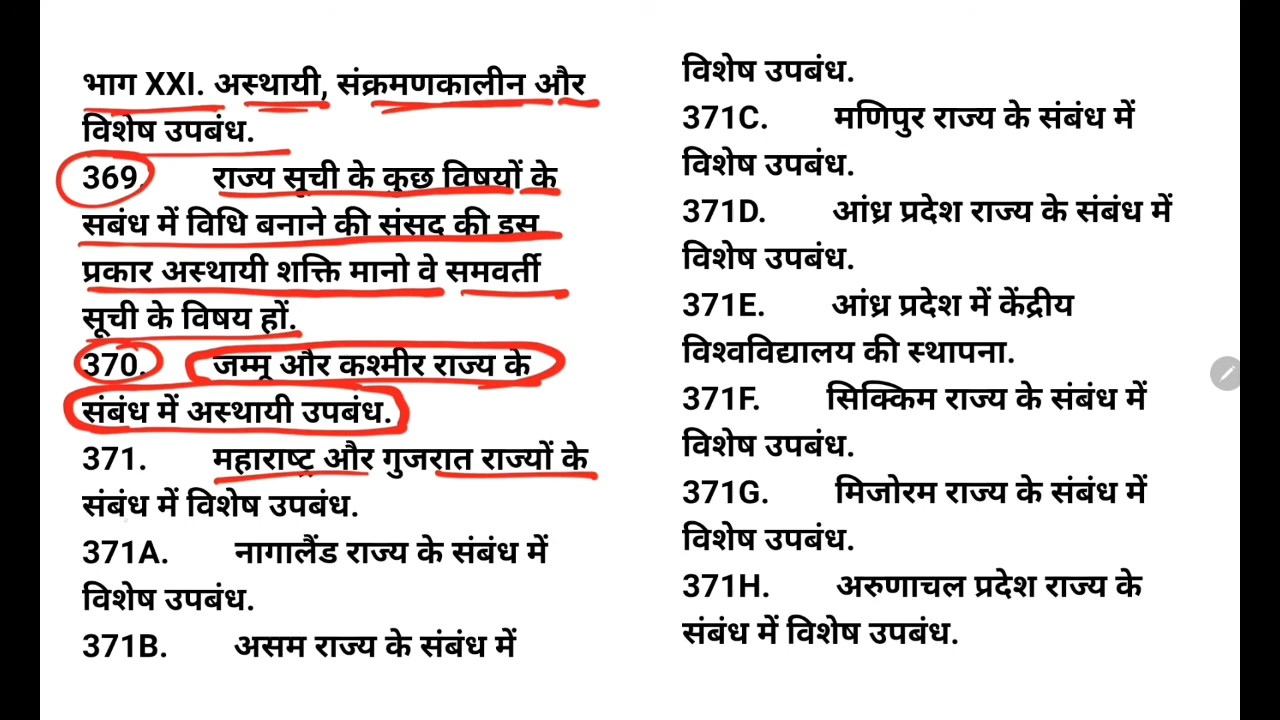 भाग XXI. अस्थायी, संक्रमणकालीन और
विशेष उपबंध.
369. राज्य सूची के कुछ विषयों के
सबंध में विधि बनाने की संसद की इस
प्रकार अस्थायी शक्ति मानो वे समवर्ती
सूची के विषय हों.
370. जम्मू और कश्मीर राज्य के
संबंध में अस्थायी उपबंध.
371. महाराष्ट्र और गुजरात राज्यों के
संबंध में विशेष उपबंध.
371A. नागालैंड राज्य के संबंध में
विशेष उपबंध.
371B. असम राज्य के संबंध में
विशेष उपबंध.
371C. मणिपुर राज्य के संबंध में
विशेष उपबंध.
371D. आंध्र प्रदेश राज्य के संबंध में
विशेष उपबंध.
371E. आंध्र प्रदेश में केंद्रीय
विश्वविद्यालय की स्थापना.
371F. सिक्किम राज्य के संबंध में
विशेष उपबंध.
371G. मिजोरम राज्य के संबंध में
विशेष उपबंध.
371H. अरुणाचल प्रदेश राज्य के
संबंध में विशेष उपबंध.